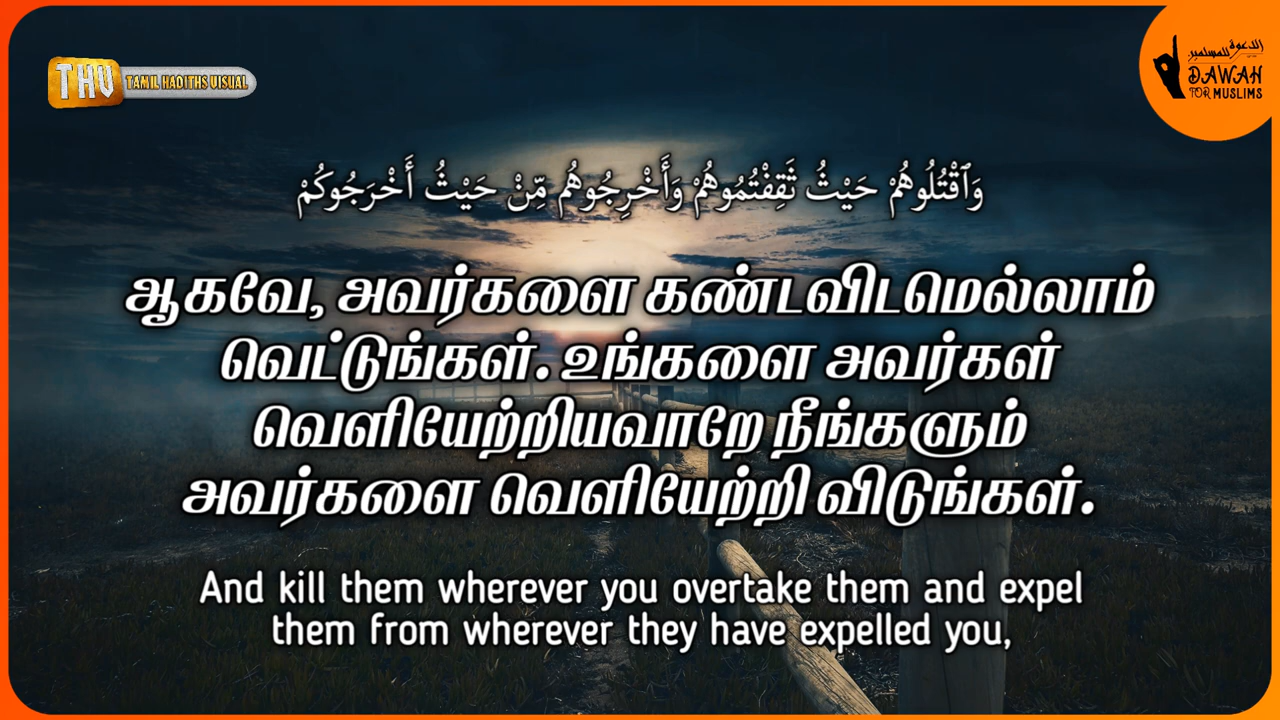 THV TAMIL HADITHS VISUAL
الدعوة للمسلمين
DAWAH
FOR MUSLIMS
وَٱقْتُلُوهُمْ حَيْثُ ثَقِفْتُمُوهُمْ وَأَخْرِجُوهُم مِّنْ حَيْثُ أَخْرَجُوكُمْ
ஆகவே, அவர்களை கண்டவிடமெல்லாம்
வெட்டுங்கள். உங்களை அவர்கள்
வெளியேற்றியவாறே நீங்களும்
அவர்களை வெளியேற்றி விடுங்கள்.
And kill them wherever you overtake them and expel
them from wherever they have expelled you,